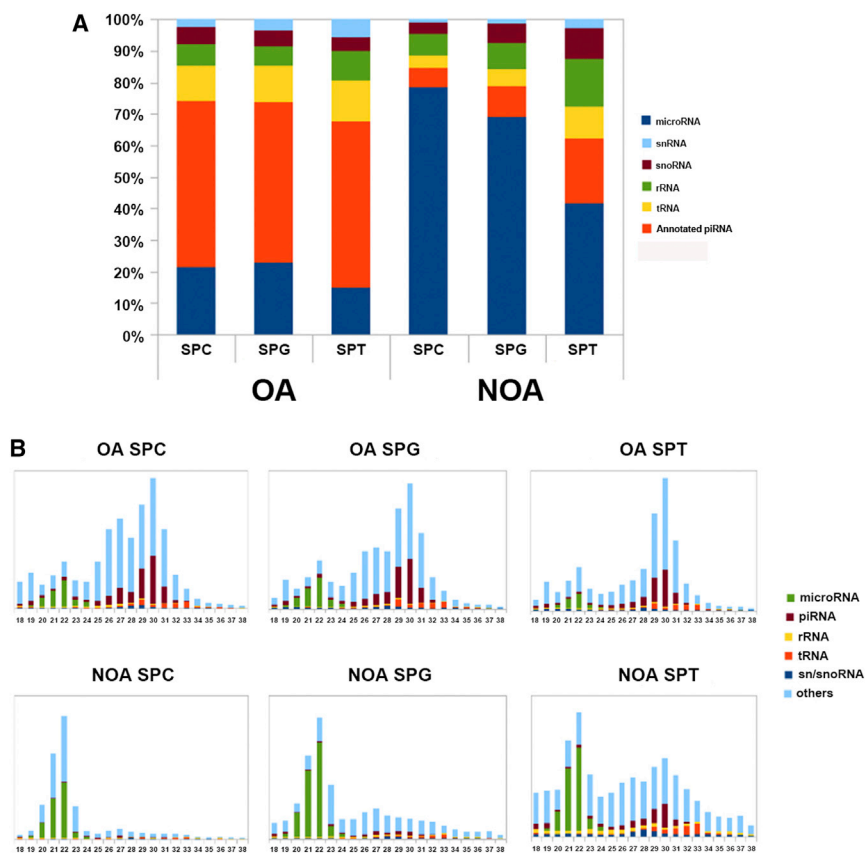 A
100%
90%
80%
70%
60%
50%
40%
30%
20%
10%
0%
SPC SPG SPT SPC SPG SPT
OA NOA
microRNA
snRNA
snoRNA
rRNA
tRNA
Annotated piRNA
B
OA SPC OA SPG OA SPT
18 19 20 21 22 23 24 25 26 27 28 29 30 31 32 33 34 35 36 37 38 18 19 20 21 22 23 24 25 26 27 28 29 30 31 32 33 34 35 36 37 38 18 19 20 21 22 23 24 25 26 27 28 29 30 31 32 33 34 35 36 37 38
microRNA
piRNA
rRNA
tRNA
sn/snoRNA
others
NOA SPC NOA SPG NOA SPT
18 19 20 21 22 23 24 25 26 27 28 29 30 31 32 33 34 35 36 37 38 18 19 20 21 22 23 24 25 26 27 28 29 30 31 32 33 34 35 36 37 38 18 19 20 21 22 23 24 25 26 27 28 29 30 31 32 33 34 35 36 37 38